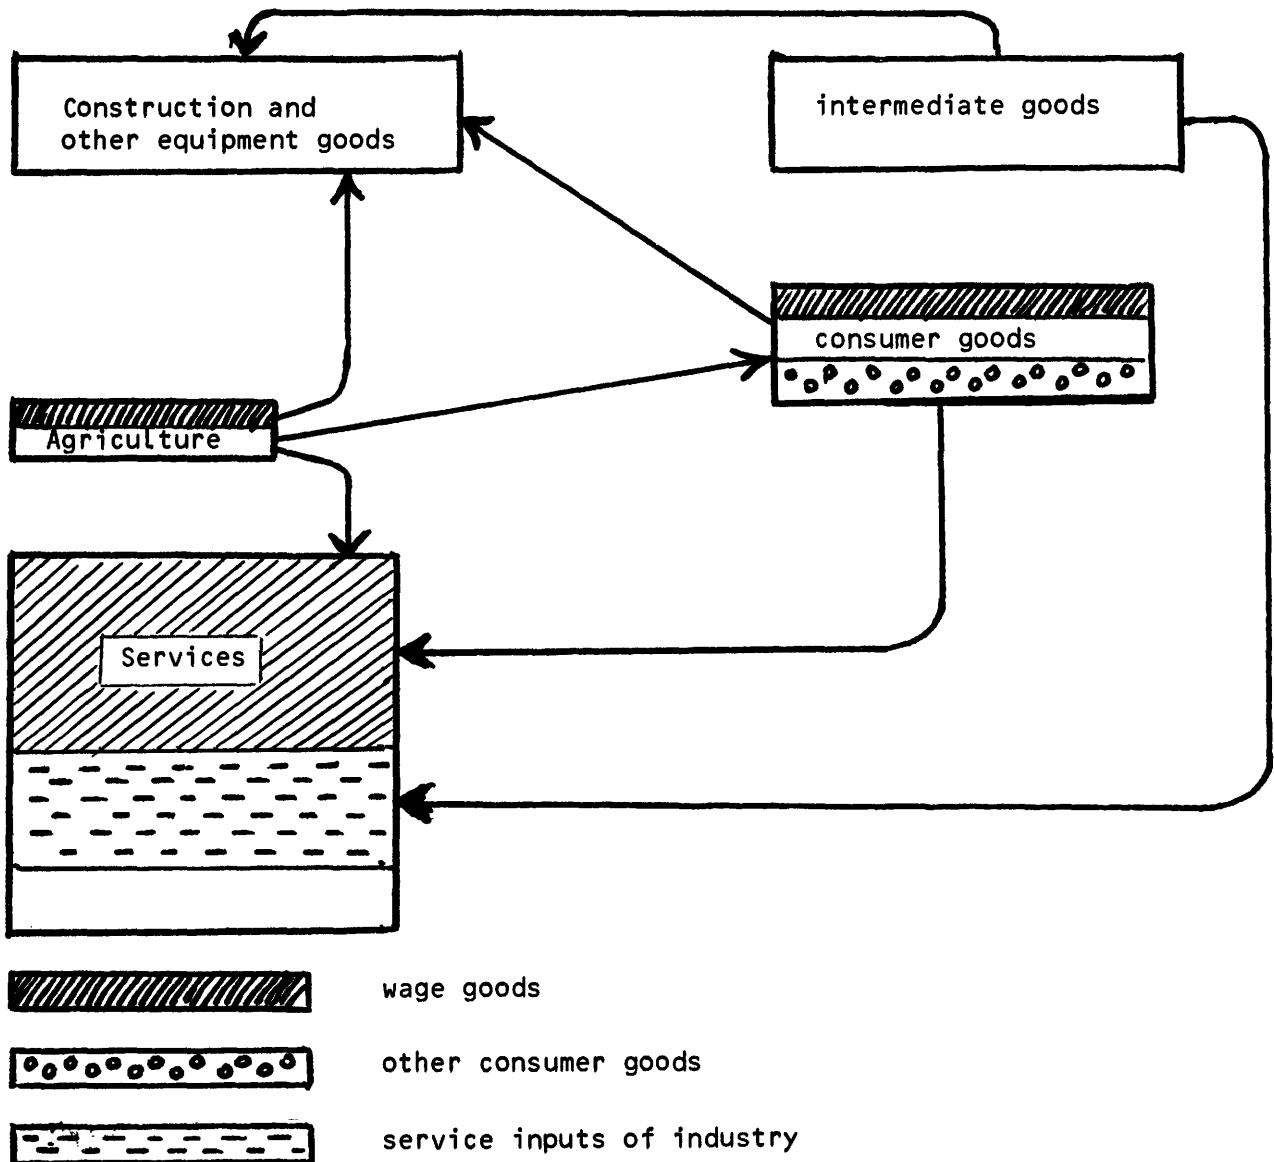 Construction and
other equipment goods
intermediate goods
consumer goods
Agriculture
Services
wage goods
other consumer goods
service inputs of industry